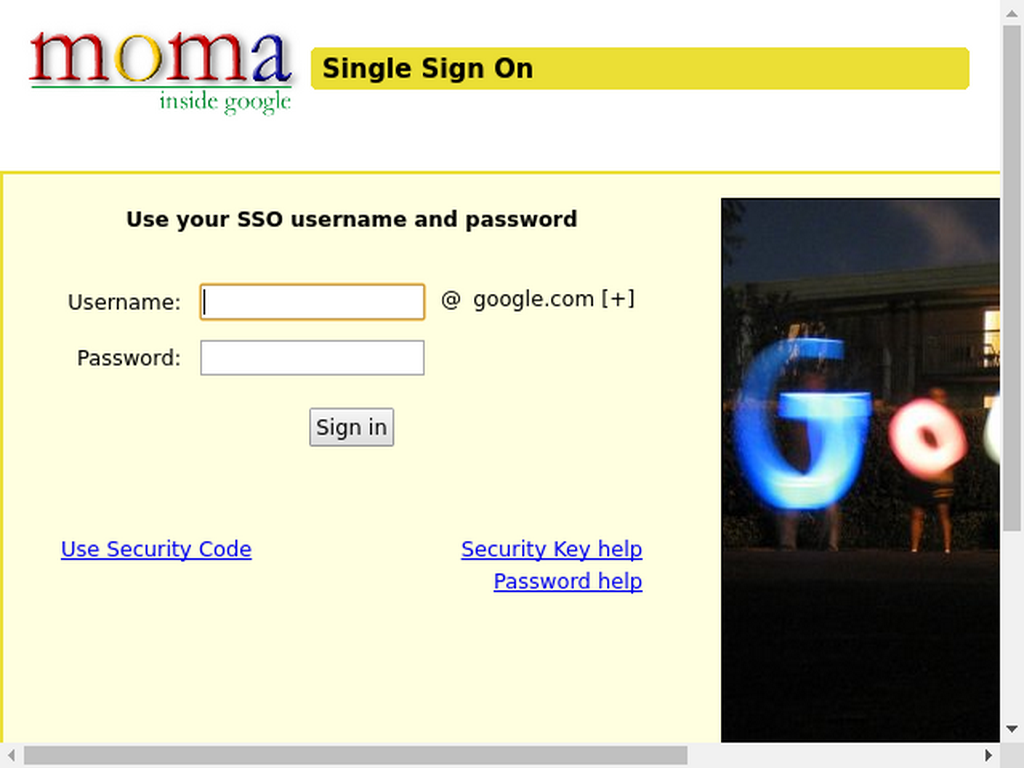 moma
inside google
Single Sign On
Use your SSO username and password
Username: @ google.com [+]
Password:
Sign in
Use Security Code Security Key help
Password help
Goo